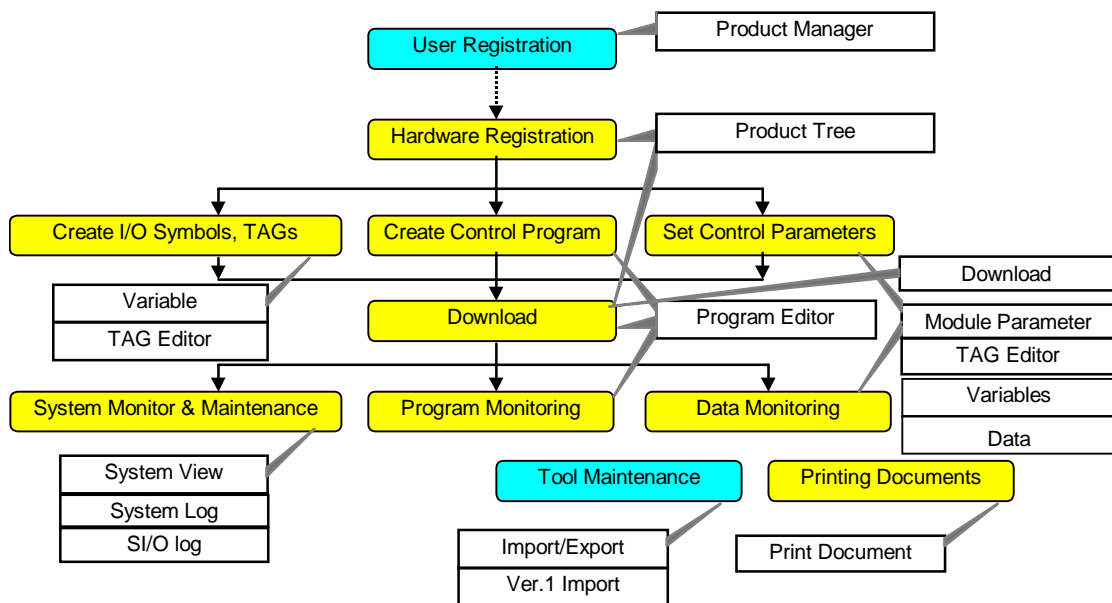 User Registration
Product Manager
Hardware Registration
Product Tree
Create I/O Symbols, TAGs
Create Control Program
Set Control Parameters
Variable
TAG Editor
Download
Program Editor
Download
Module Parameter
TAG Editor
Variables
Data
System Monitor & Maintenance
Program Monitoring
Data Monitoring
System View
System Log
SI/O log
Tool Maintenance
Printing Documents
Import/Export
Ver.1 Import
Print Document